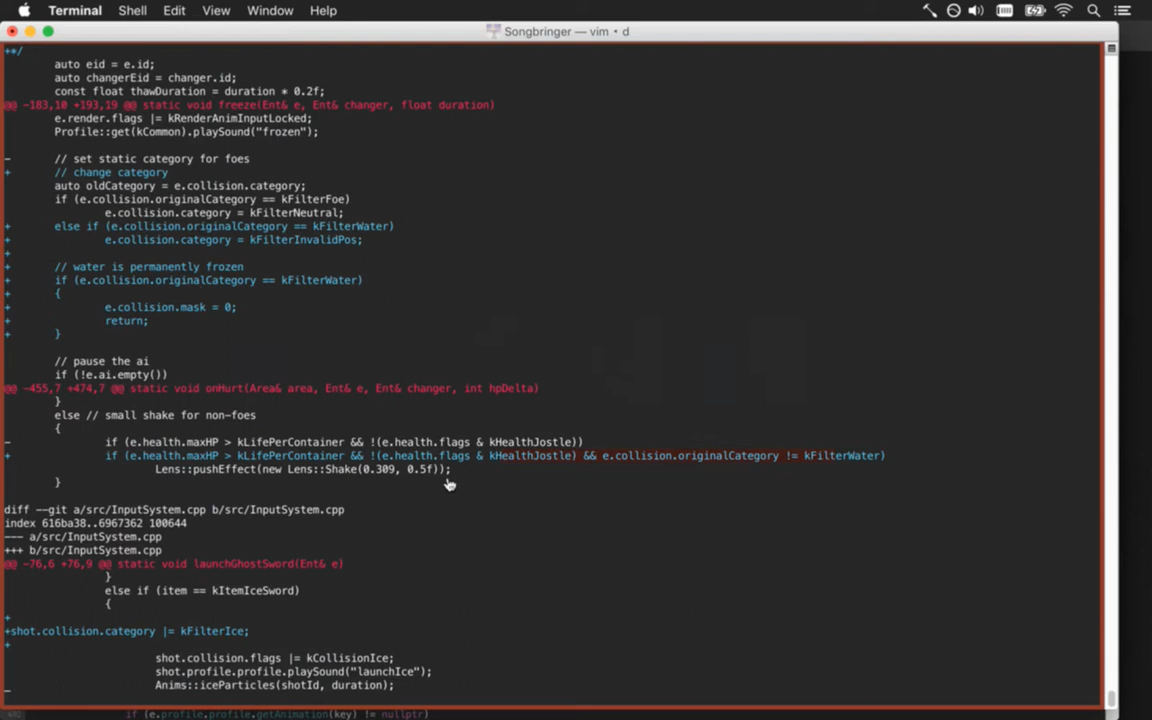 Terminal Shell Edit View Window Help
Songbringer — vim • d
+**/
auto eid = e.id;
auto changerEid = changer.id;
const float thawDuration = duration * 0.2f;
@@ -183,10 +193,19 @@ static void freeze(Ent& e, Ent& changer, float duration)
e.render.flags |= kRenderAnimInputLocked;
Profile::get(kCommon).playSound("frozen");
- // set static category for foes
+ // change category
auto oldCategory = e.collision.category;
if (e.collision.originalCategory == kFilterFoe)
e.collision.category = kFilterNeutral;
+ else if (e.collision.originalCategory == kFilterWater)
+ e.collision.category = kFilterInvalidPos;
+
+ // water is permanently frozen
+ if (e.collision.originalCategory == kFilterWater)
+ {
+ e.collision.mask = 0;
+ return;
+ }
// pause the ai
if (!e.ai.empty())
@@ -455,7 +474,7 @@ static void onHurt(Area& area, Ent& e, Ent& changer, int hpDelta)
}
else // small shake for non-foes
{
- if (e.health.maxHP > kLifePerContainer && !(e.health.flags & kHealthJostle))
+ if (e.health.maxHP > kLifePerContainer && !(e.health.flags & kHealthJostle) && e.collision.originalCategory != kFilterWater)
Lens::pushEffect(new Lens::Shake(0.309, 0.5f));
}
diff --git a/src/InputSystem.cpp b/src/InputSystem.cpp
index 616ba38..6967362 100644
--- a/src/InputSystem.cpp
+++ b/src/InputSystem.cpp
@@ -76,6 +76,9 @@ static void launchGhostSword(Ent& e)
}
else if (item == kItemIceSword)
{
+
+shot.collision.category |= kFilterIce;
+
shot.collision.flags |= kCollisionIce;
shot.profile.profile.playSound("launchIce");
Anims::iceParticles(shotId, duration);
if (e.profile.profile.getAnimation(key) != nullptr)